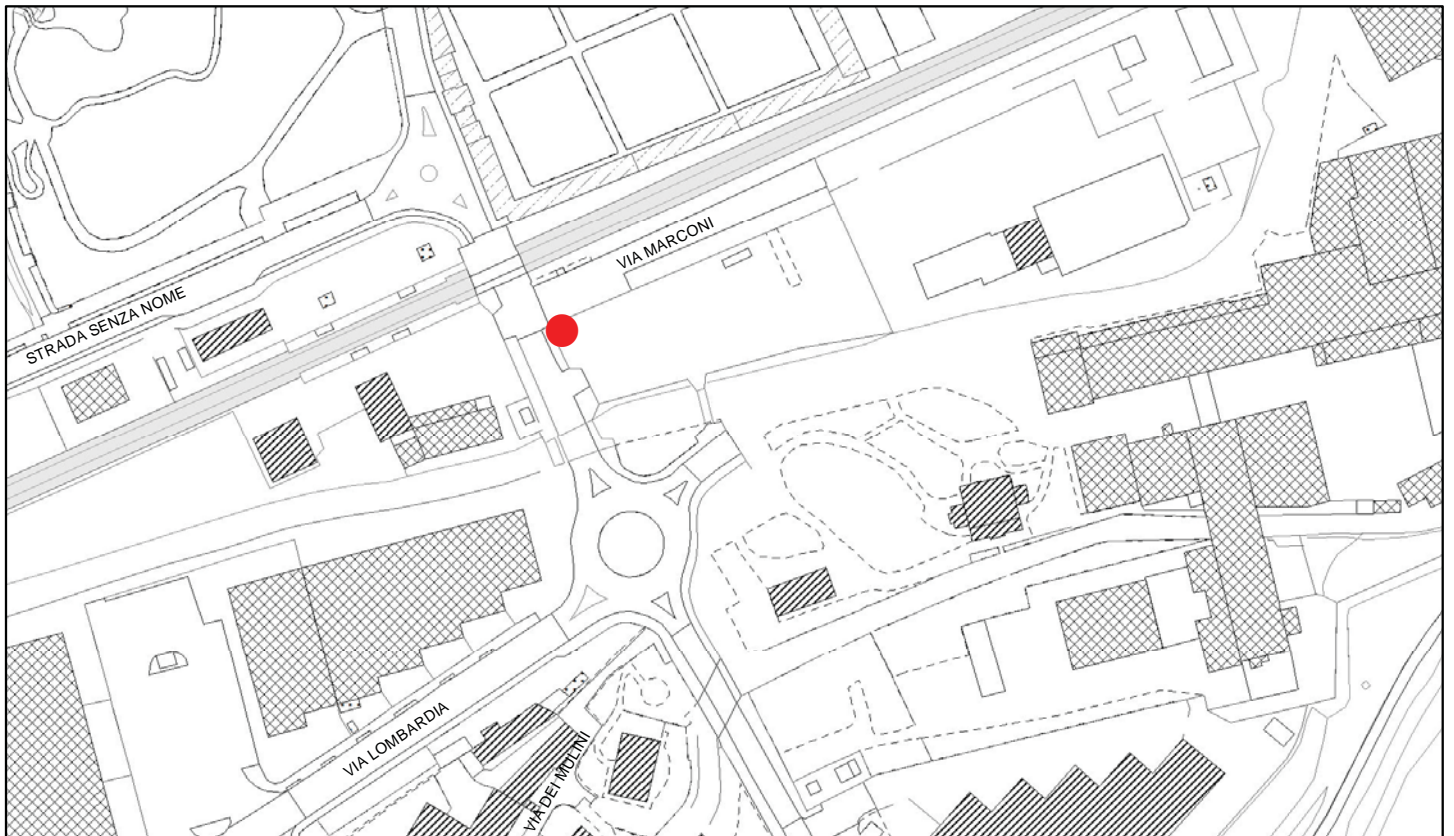 VIA MARCONI
STRADA SENZA NOME
VIA LOMBARDIA
VIA DEI MULINI